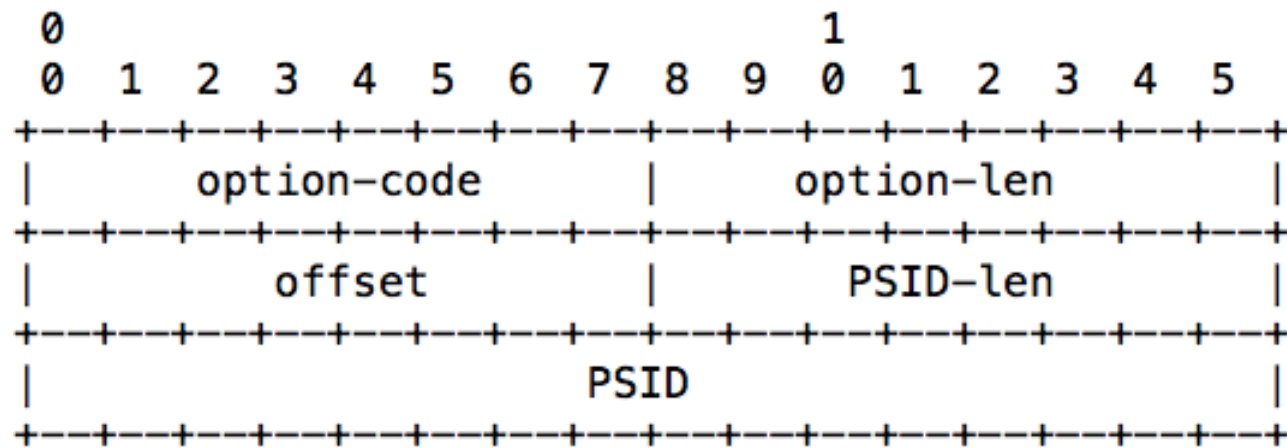 0                             1
 0  1  2  3  4  5  6  7  8  9  0  1  2  3  4  5
+--+--+--+--+--+--+--+--+--+--+--+--+--+--+--+--+
|      option-code      |     option-len        |
+--+--+--+--+--+--+--+--+--+--+--+--+--+--+--+--+
|         offset        |       PSID-len        |
+--+--+--+--+--+--+--+--+--+--+--+--+--+--+--+--+
|                     PSID                      |
+--+--+--+--+--+--+--+--+--+--+--+--+--+--+--+--+